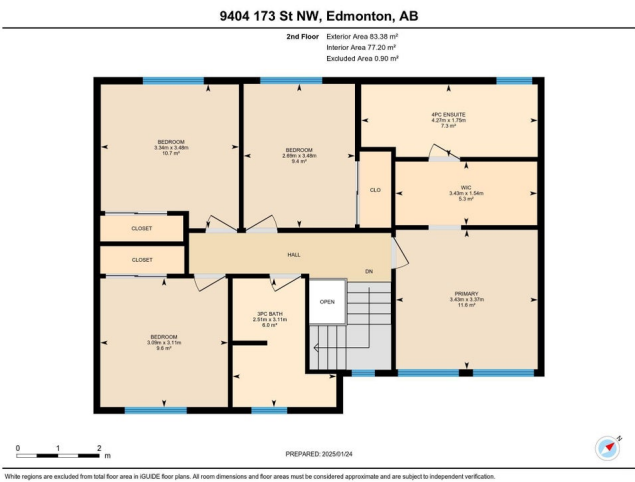 9404 173 St NW, Edmonton, AB
2nd Floor Exterior Area 83.38 m²
Interior Area 77.20 m²
Excluded Area 0.90 m²
BEDROOM
3.34m x 3.48m
10.7 m²
BEDROOM
2.69m x 3.48m
9.4 m²
4PC ENSUITE
4.27m x 1.75m
7.3 m²
CLO
WIC
3.43m x 1.54m
5.3 m²
CLOSET
CLOSET
HALL
DN
OPEN
PRIMARY
3.43m x 3.37m
11.6 m²
3PC BATH
2.51m x 3.11m
6.0 m²
BEDROOM
3.09m x 3.11m
9.6 m²
0 1 2 m
PREPARED: 2025/01/24
N
White regions are excluded from total floor area in iGUIDE floor plans. All room dimensions and floor areas must be considered approximate and are subject to independent verification.